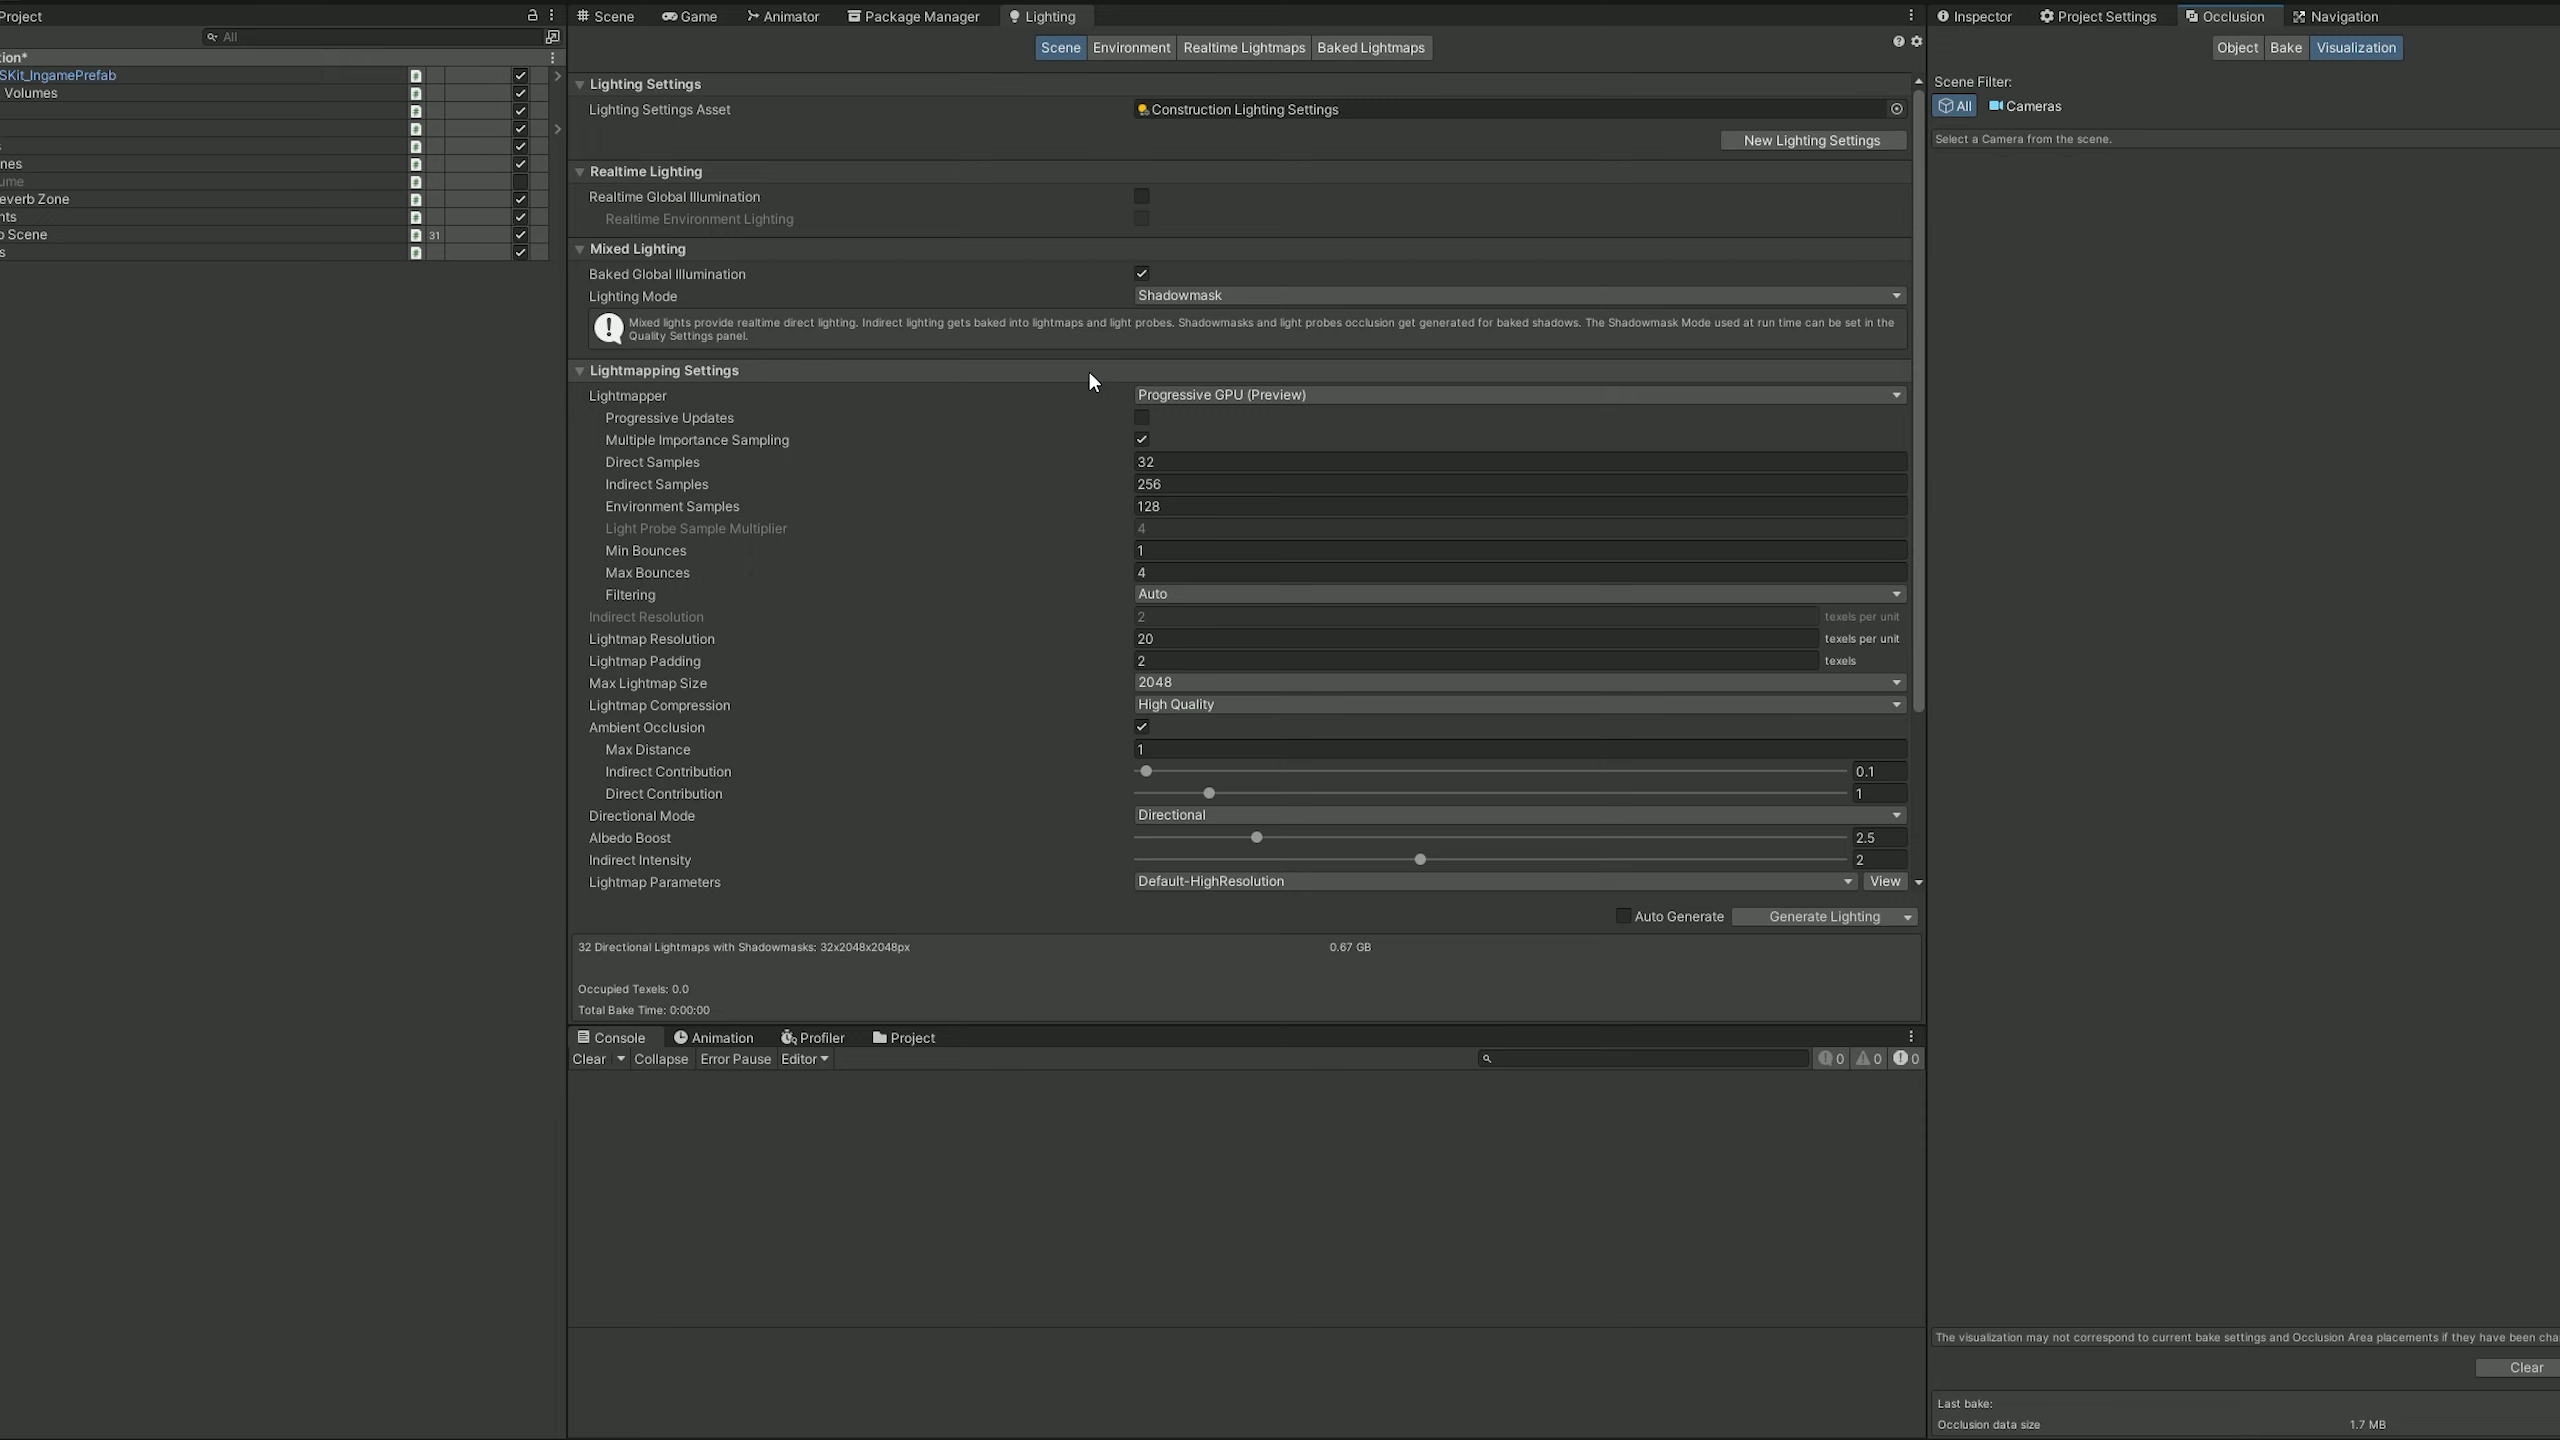 Project
All
tion*
SKit_IngamePrefab
Volumes
s
nes
ume
everb Zone
nts
o Scene 31
s
Scene Game Animator Package Manager Lighting
Scene Environment Realtime Lightmaps Baked Lightmaps
Lighting Settings
Lighting Settings Asset Construction Lighting Settings
New Lighting Settings
Realtime Lighting
Realtime Global Illumination
Realtime Environment Lighting
Mixed Lighting
Baked Global Illumination
Lighting Mode Shadowmask
Mixed lights provide realtime direct lighting. Indirect lighting gets baked into lightmaps and light probes. Shadowmasks and light probes occlusion get generated for baked shadows. The Shadowmask Mode used at run time can be set in the
Quality Settings panel.
Lightmapping Settings
Lightmapper Progressive GPU (Preview)
Progressive Updates
Multiple Importance Sampling
Direct Samples 32
Indirect Samples 256
Environment Samples 128
Light Probe Sample Multiplier 4
Min Bounces 1
Max Bounces 4
Filtering Auto
Indirect Resolution 2 texels per unit
Lightmap Resolution 20 texels per unit
Lightmap Padding 2 texels
Max Lightmap Size 2048
Lightmap Compression High Quality
Ambient Occlusion
Max Distance 1
Indirect Contribution 0.1
Direct Contribution 1
Directional Mode Directional
Albedo Boost 2.5
Indirect Intensity 2
Lightmap Parameters Default-HighResolution View
Auto Generate Generate Lighting
32 Directional Lightmaps with Shadowmasks: 32x2048x2048px 0.67 GB
Occupied Texels: 0.0
Total Bake Time: 0:00:00
Console Animation Profiler Project
Clear Collapse Error Pause Editor 0 0 0
Inspector Project Settings Occlusion Navigation
Object Bake Visualization
Scene Filter:
All Cameras
Select a Camera from the scene.
The visualization may not correspond to current bake settings and Occlusion Area placements if they have been cha
Clear
Last bake:
Occlusion data size 1.7 MB